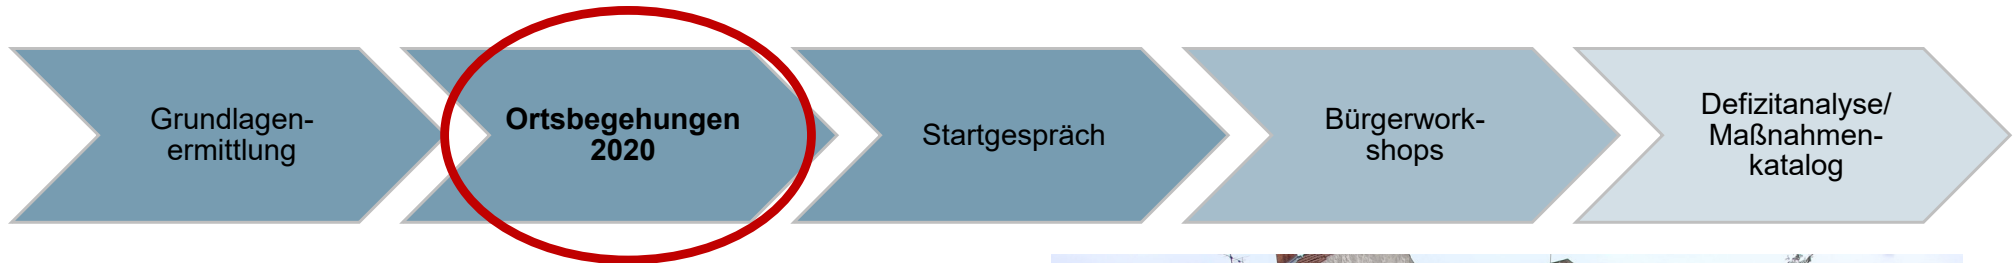 Grundlagen-
ermittlung
Ortsbegehungen
2020
Startgespräch
Bürgerwork-
shops
Defizitanalyse/
Maßnahmen-
katalog